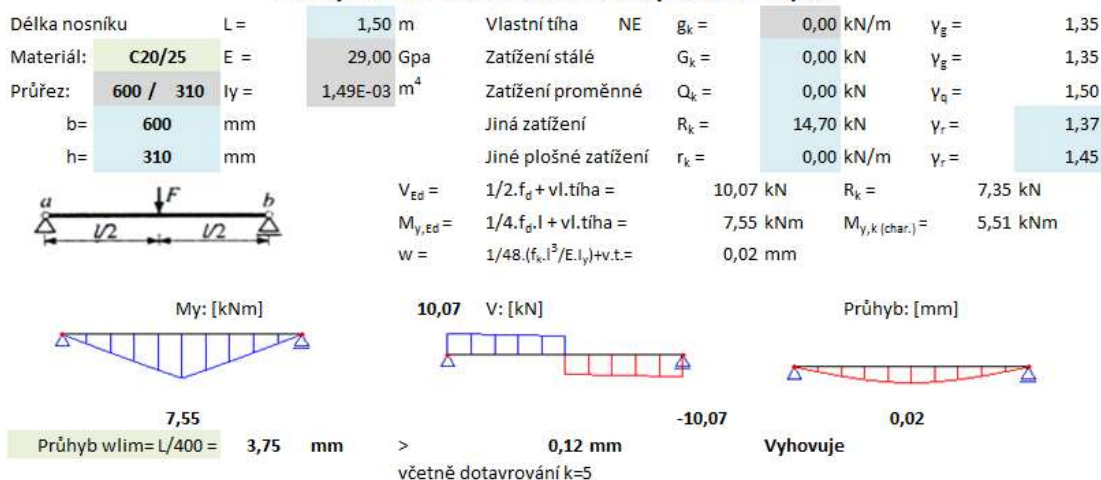 Délka nosníku L = 1,50 m Vlastní tíha NE gk = 0,00 kN/m γg = 1,35
Materiál: C20/25 E = 29,00 Gpa Zatížení stálé Gk = 0,00 kN γg = 1,35
Průřez: 600 / 310 Iy = 1,49E-03 m4 Zatížení proměnné Qk = 0,00 kN γq = 1,50
b= 600 mm Jiná zatížení Rk = 14,70 kN γr = 1,37
h= 310 mm Jiné plošné zatížení rk = 0,00 kN/m γr = 1,45
VEd = 1/2.fd + vl.tíha = 10,07 kN Rk = 7,35 kN
a F b
l/2 l/2
My,Ed = 1/4.fd.l + vl.tíha = 7,55 kNm My,k (char.) = 5,51 kNm
w = 1/48.(fk.l3/E.Iy)+v.t.= 0,02 mm
My: [kNm] 10,07 V: [kN] Průhyb: [mm]
7,55 -10,07 0,02
Průhyb wlim= L/400 = 3,75 mm > 0,12 mm Vyhovuje
včetně dotavrování k=5